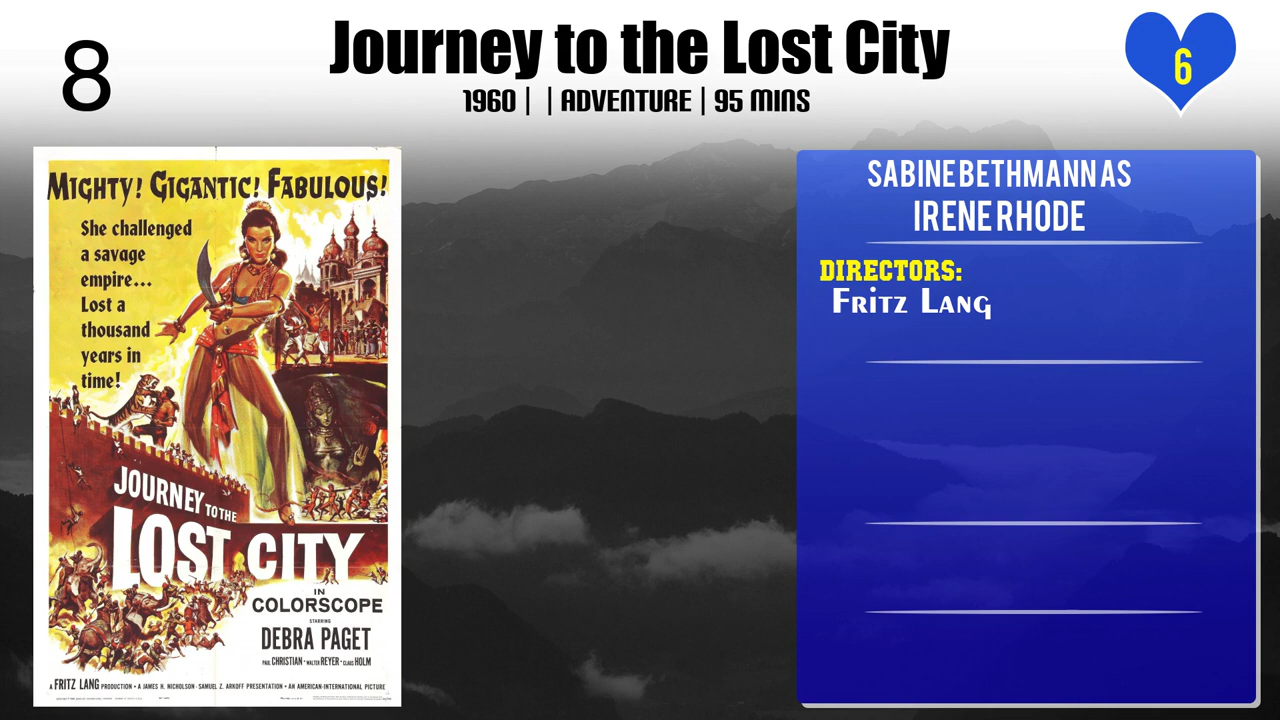 8
Journey to the Lost City
6
1960 | | ADVENTURE | 95 MINS
MIGHTY! GIGANTIC! FABULOUS!
She challenged
a savage
empire...
Lost a
thousand
years in
time!
JOURNEY TO THE
LOST CITY
IN
COLORSCOPE
STARRING
DEBRA PAGET
PAUL CHRISTIAN • WALTER REYER • CLAUS HOLM
A FRITZ LANG PRODUCTION • A JAMES H. NICHOLSON - SAMUEL Z. ARKOFF PRESENTATION • AN AMERICAN-INTERNATIONAL PICTURE
SABINE BETHMANN AS
IRENE RHODE
DIRECTORS:
Fritz Lang